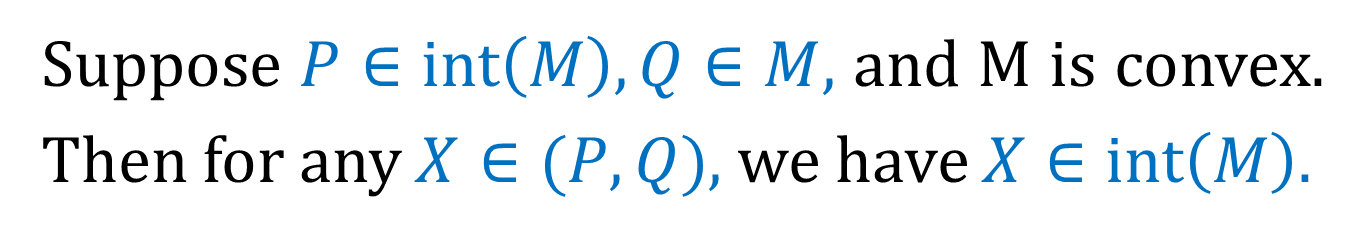 Suppose P ∈ int(M), Q ∈ M, and M is convex.
Then for any X ∈ (P, Q), we have X ∈ int(M).